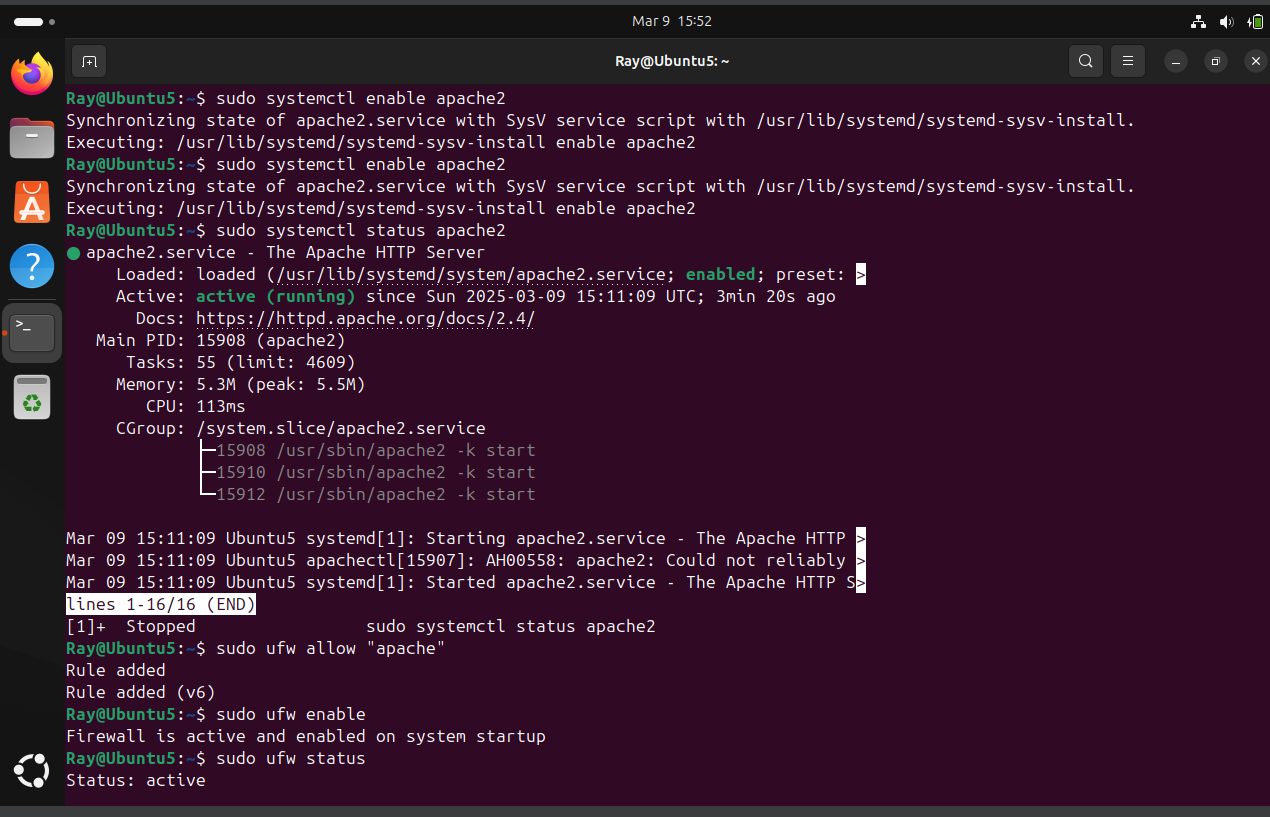 Mar 9 15:52
Ray@Ubuntu5: ~
Ray@Ubuntu5:~$ sudo systemctl enable apache2
Synchronizing state of apache2.service with SysV service script with /usr/lib/systemd/systemd-sysv-install.
Executing: /usr/lib/systemd/systemd-sysv-install enable apache2
Ray@Ubuntu5:~$ sudo systemctl enable apache2
Synchronizing state of apache2.service with SysV service script with /usr/lib/systemd/systemd-sysv-install.
Executing: /usr/lib/systemd/systemd-sysv-install enable apache2
Ray@Ubuntu5:~$ sudo systemctl status apache2
● apache2.service - The Apache HTTP Server
     Loaded: loaded (/usr/lib/systemd/system/apache2.service; enabled; preset: >
     Active: active (running) since Sun 2025-03-09 15:11:09 UTC; 3min 20s ago
       Docs: https://httpd.apache.org/docs/2.4/
   Main PID: 15908 (apache2)
      Tasks: 55 (limit: 4609)
     Memory: 5.3M (peak: 5.5M)
        CPU: 113ms
     CGroup: /system.slice/apache2.service
             ├─15908 /usr/sbin/apache2 -k start
             ├─15910 /usr/sbin/apache2 -k start
             └─15912 /usr/sbin/apache2 -k start
Mar 09 15:11:09 Ubuntu5 systemd[1]: Starting apache2.service - The Apache HTTP >
Mar 09 15:11:09 Ubuntu5 apachectl[15907]: AH00558: apache2: Could not reliably >
Mar 09 15:11:09 Ubuntu5 systemd[1]: Started apache2.service - The Apache HTTP S>
lines 1-16/16 (END)
[1]+  Stopped                 sudo systemctl status apache2
Ray@Ubuntu5:~$ sudo ufw allow "apache"
Rule added
Rule added (v6)
Ray@Ubuntu5:~$ sudo ufw enable
Firewall is active and enabled on system startup
Ray@Ubuntu5:~$ sudo ufw status
Status: active